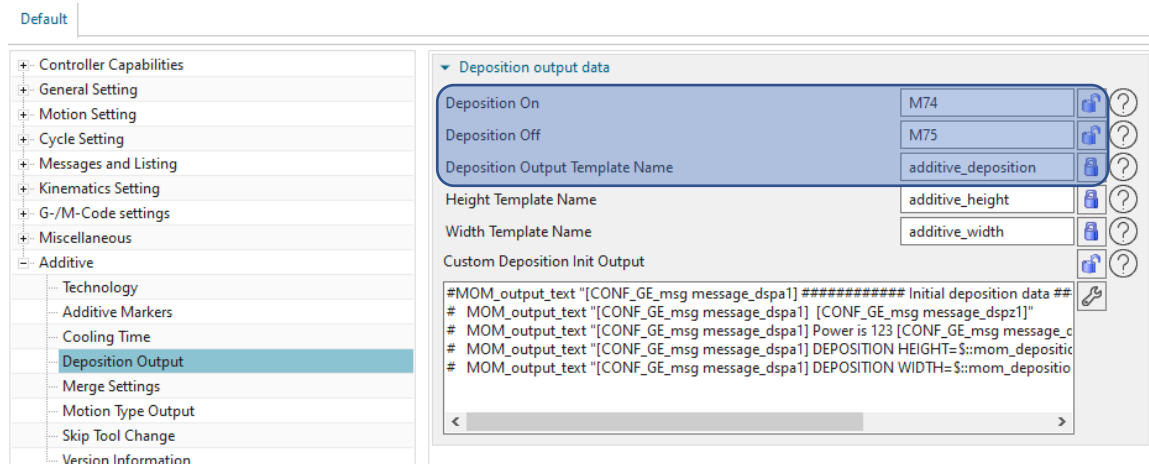 Default
Controller Capabilities
General Setting
Motion Setting
Cycle Setting
Messages and Listing
Kinematics Setting
G-/M-Code settings
Miscellaneous
Additive
Technology
Additive Markers
Cooling Time
Deposition Output
Merge Settings
Motion Type Output
Skip Tool Change
Version Information
Deposition output data
Deposition On M74
Deposition Off M75
Deposition Output Template Name additive_deposition
Height Template Name additive_height
Width Template Name additive_width
Custom Deposition Init Output
#MOM_output_text "[CONF_GE_msg message_dspa1] ############ Initial deposition data ##
# MOM_output_text "[CONF_GE_msg message_dspa1] [CONF_GE_msg message_dspz1]"
# MOM_output_text "[CONF_GE_msg message_dspa1] Power is 123 [CONF_GE_msg message_d
# MOM_output_text "[CONF_GE_msg message_dspa1] DEPOSITION HEIGHT=$::mom_depositic
# MOM_output_text "[CONF_GE_msg message_dspa1] DEPOSITION WIDTH=$::mom_depositio